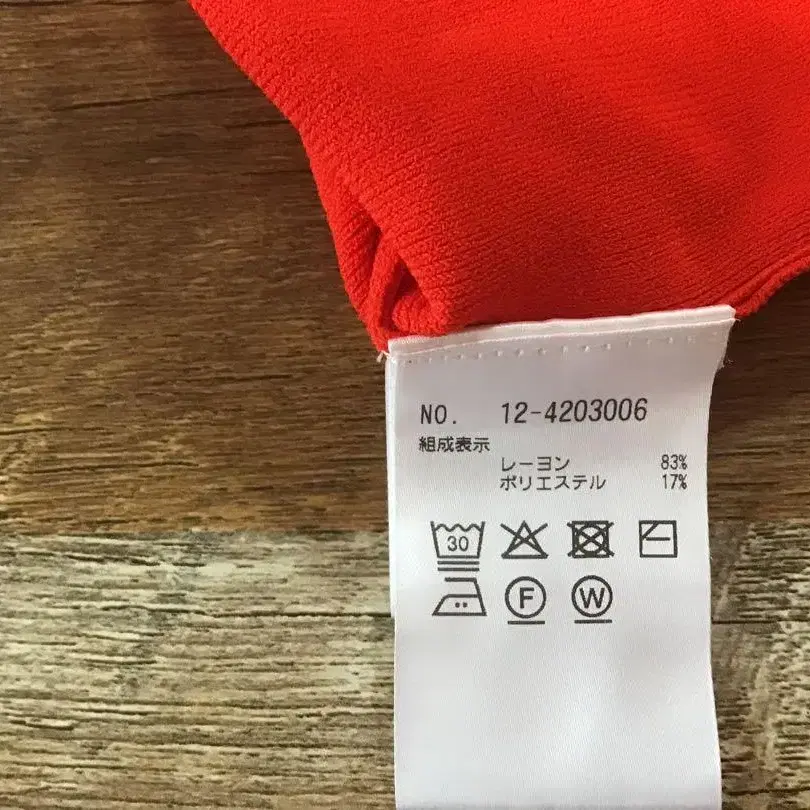 NO. 12-4203006
組成表示
レーヨン 83%
ポリエステル 17%
30
F W